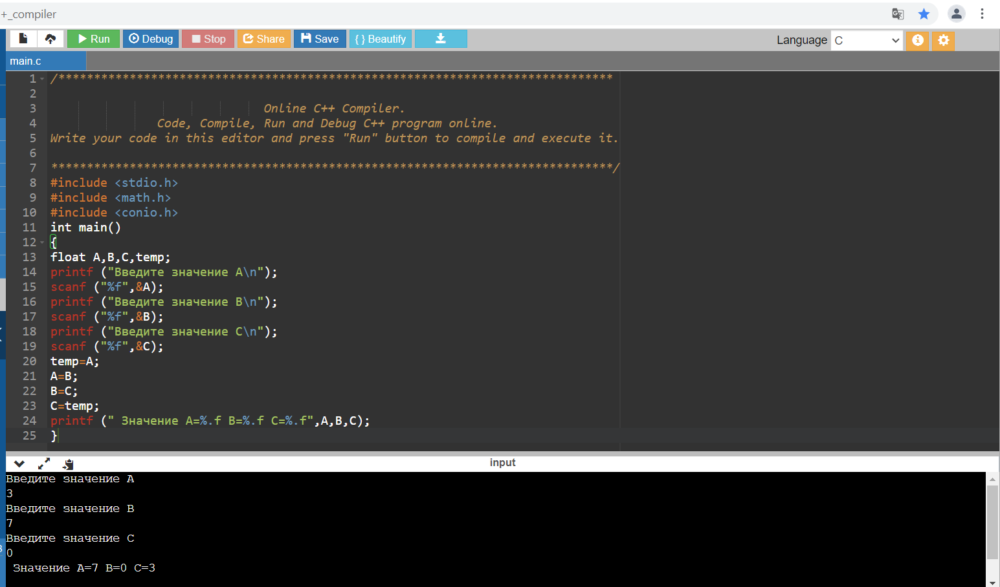 +_compiler
Run Debug Stop Share Save { } Beautify Language C
main.c
1 /******************************************************************************
2
3 Online C++ Compiler.
4 Code, Compile, Run and Debug C++ program online.
5 Write your code in this editor and press "Run" button to compile and execute it.
6
7 *******************************************************************************/
8 #include <stdio.h>
9 #include <math.h>
10 #include <conio.h>
11 int main()
12 {
13 float A,B,C,temp;
14 printf ("Введите значение A\n");
15 scanf ("%f",&A);
16 printf ("Введите значение B\n");
17 scanf ("%f",&B);
18 printf ("Введите значение C\n");
19 scanf ("%f",&C);
20 temp=A;
21 A=B;
22 B=C;
23 C=temp;
24 printf (" Значение A=%.f B=%.f C=%.f",A,B,C);
25 }
input
Введите значение A
3
Введите значение B
7
Введите значение C
0
Значение A=7 B=0 C=3